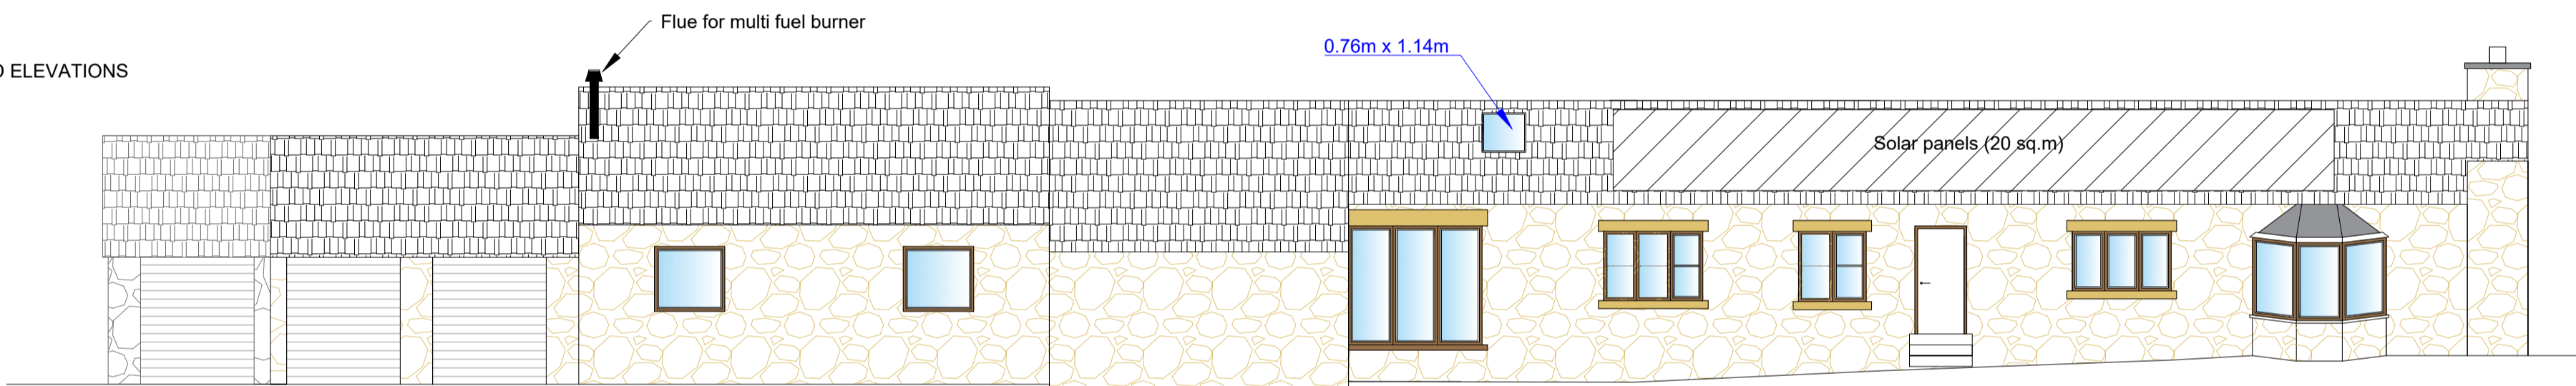 Flue for multi fuel burner
0.76m x 1.14m
ELEVATIONS
Solar panels (20 sq.m)